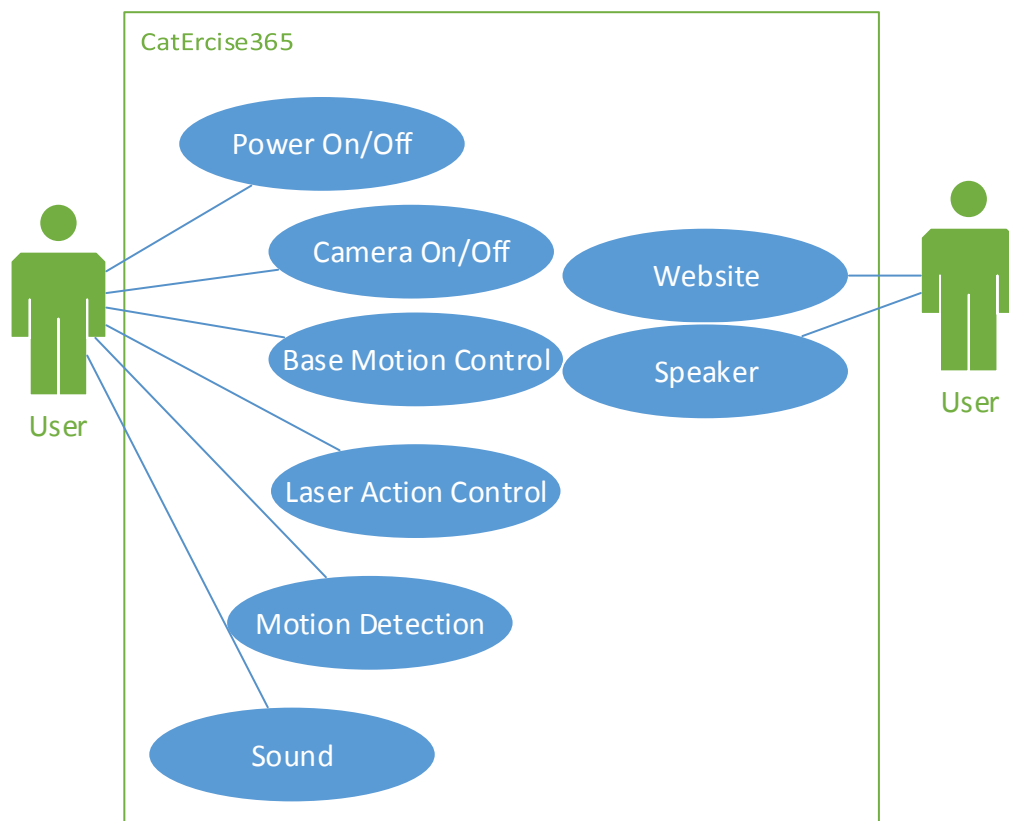 CatErcise365
Power On/Off
Camera On/Off
Website
Base Motion Control
Speaker
User
User
Laser Action Control
Motion Detection
Sound